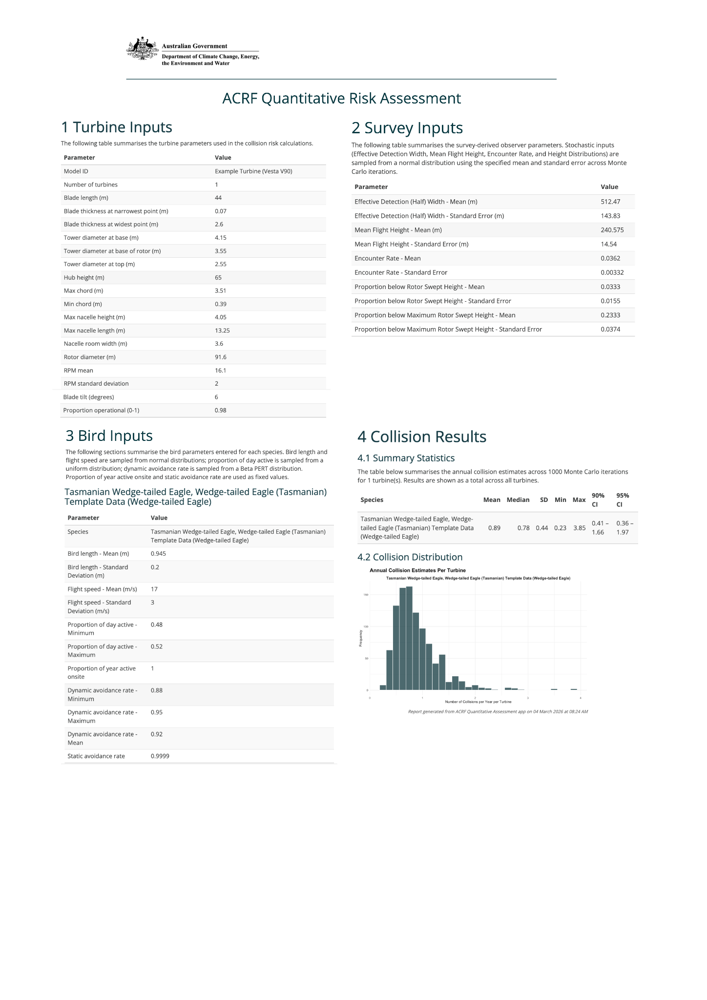 Australian Government
Department of Climate Change, Energy,
the Environment and Water
ACRF Quantitative Risk Assessment
1 Turbine Inputs
The following table summarises the turbine parameters used in the collision risk calculations.
Parameter Value
Model ID Example Turbine (Vesta V90)
Number of turbines 1
Blade length (m) 44
Blade thickness at narrowest point (m) 0.07
Blade thickness at widest point (m) 2.6
Tower diameter at base (m) 4.15
Tower diameter at base of rotor (m) 3.55
Tower diameter at top (m) 2.55
Hub height (m) 65
Max chord (m) 3.51
Min chord (m) 0.39
Max nacelle height (m) 4.05
Max nacelle length (m) 13.25
Nacelle room width (m) 3.6
Rotor diameter (m) 91.6
RPM mean 16.1
RPM standard deviation 2
Blade tilt (degrees) 6
Proportion operational (0-1) 0.98
2 Survey Inputs
The following table summarises the survey-derived observer parameters. Stochastic inputs
(Effective Detection Width, Mean Flight Height, Encounter Rate, and Height Distributions) are
sampled from a normal distribution using the specified mean and standard error across Monte
Carlo iterations.
Parameter Value
Effective Detection (Half) Width - Mean (m) 512.47
Effective Detection (Half) Width - Standard Error (m) 143.83
Mean Flight Height - Mean (m) 240.575
Mean Flight Height - Standard Error (m) 14.54
Encounter Rate - Mean 0.0362
Encounter Rate - Standard Error 0.00332
Proportion below Rotor Swept Height - Mean 0.0333
Proportion below Rotor Swept Height - Standard Error 0.0155
Proportion below Maximum Rotor Swept Height - Mean 0.2333
Proportion below Maximum Rotor Swept Height - Standard Error 0.0374
3 Bird Inputs
The following sections summarise the bird parameters entered for each species. Bird length and
flight speed are sampled from normal distributions; proportion of day active is sampled from a
uniform distribution; dynamic avoidance rate is sampled from a Beta PERT distribution.
Proportion of year active onsite and static avoidance rate are used as fixed values.
Tasmanian Wedge-tailed Eagle, Wedge-tailed Eagle (Tasmanian)
Template Data (Wedge-tailed Eagle)
Parameter Value
Species Tasmanian Wedge-tailed Eagle, Wedge-tailed Eagle (Tasmanian)
Template Data (Wedge-tailed Eagle)
Bird length - Mean (m) 0.945
Bird length - Standard 0.2
Deviation (m)
Flight speed - Mean (m/s) 17
Flight speed - Standard 3
Deviation (m/s)
Proportion of day active - 0.48
Minimum
Proportion of day active - 0.52
Maximum
Proportion of year active 1
onsite
Dynamic avoidance rate - 0.88
Minimum
Dynamic avoidance rate - 0.95
Maximum
Dynamic avoidance rate - 0.92
Mean
Static avoidance rate 0.9999
4 Collision Results
4.1 Summary Statistics
The table below summarises the annual collision estimates across 1000 Monte Carlo iterations
for 1 turbine(s). Results are shown as a total across all turbines.
Species Mean Median SD Min Max 90% CI 95% CI
Tasmanian Wedge-tailed Eagle, Wedge-
tailed Eagle (Tasmanian) Template Data 0.89 0.78 0.44 0.23 3.85 0.41 – 1.66 0.36 – 1.97
(Wedge-tailed Eagle)
4.2 Collision Distribution
Annual Collision Estimates Per Turbine
Tasmanian Wedge-tailed Eagle, Wedge-tailed Eagle (Tasmanian) Template Data (Wedge-tailed Eagle)
150
100
50
0
Frequency
0 1 2 3 4
Number of Collisions per Year per Turbine
Report generated from ACRF Quantitative Assessment app on 04 March 2026 at 08:24 AM